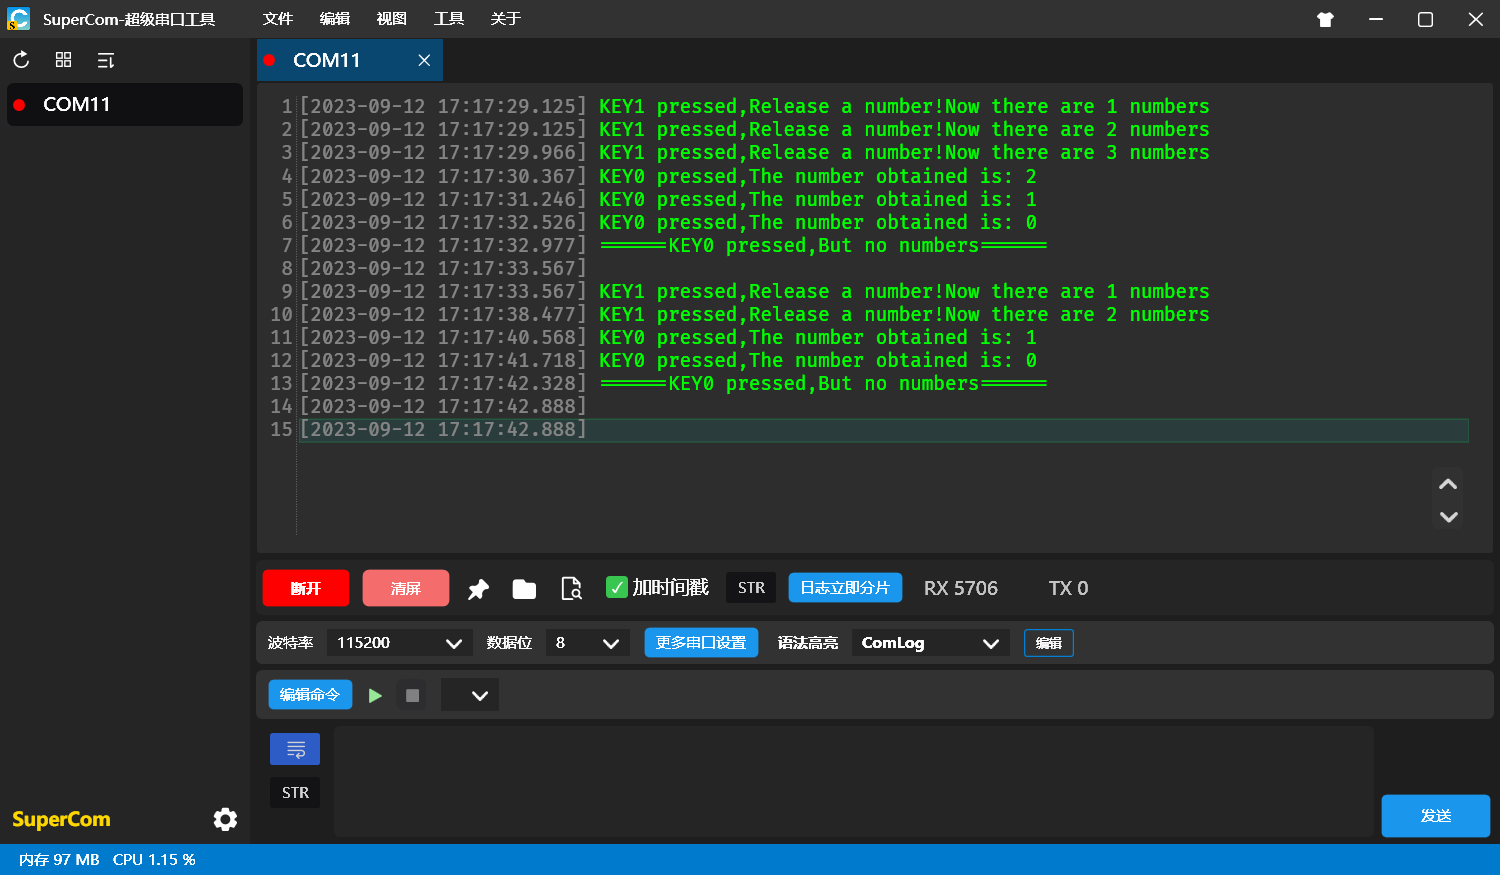 SuperCom-超级串口工具 文件 编辑 视图 工具 关于
COM11
COM11
1 [2023-09-12 17:17:29.125] KEY1 pressed,Release a number!Now there are 1 numbers
2 [2023-09-12 17:17:29.125] KEY1 pressed,Release a number!Now there are 2 numbers
3 [2023-09-12 17:17:29.966] KEY1 pressed,Release a number!Now there are 3 numbers
4 [2023-09-12 17:17:30.367] KEY0 pressed,The number obtained is: 2
5 [2023-09-12 17:17:31.246] KEY0 pressed,The number obtained is: 1
6 [2023-09-12 17:17:32.526] KEY0 pressed,The number obtained is: 0
7 [2023-09-12 17:17:32.977] ======KEY0 pressed,But no numbers======
8 [2023-09-12 17:17:33.567]
9 [2023-09-12 17:17:33.567] KEY1 pressed,Release a number!Now there are 1 numbers
10 [2023-09-12 17:17:38.477] KEY1 pressed,Release a number!Now there are 2 numbers
11 [2023-09-12 17:17:40.568] KEY0 pressed,The number obtained is: 1
12 [2023-09-12 17:17:41.718] KEY0 pressed,The number obtained is: 0
13 [2023-09-12 17:17:42.328] ======KEY0 pressed,But no numbers======
14 [2023-09-12 17:17:42.888]
15 [2023-09-12 17:17:42.888]
断开 清屏 加时间戳 STR 日志立即分片 RX 5706 TX 0
波特率 115200 数据位 8 更多串口设置 语法高亮 ComLog 编辑
编辑命令
STR
发送
SuperCom
内存 97 MB CPU 1.15 %